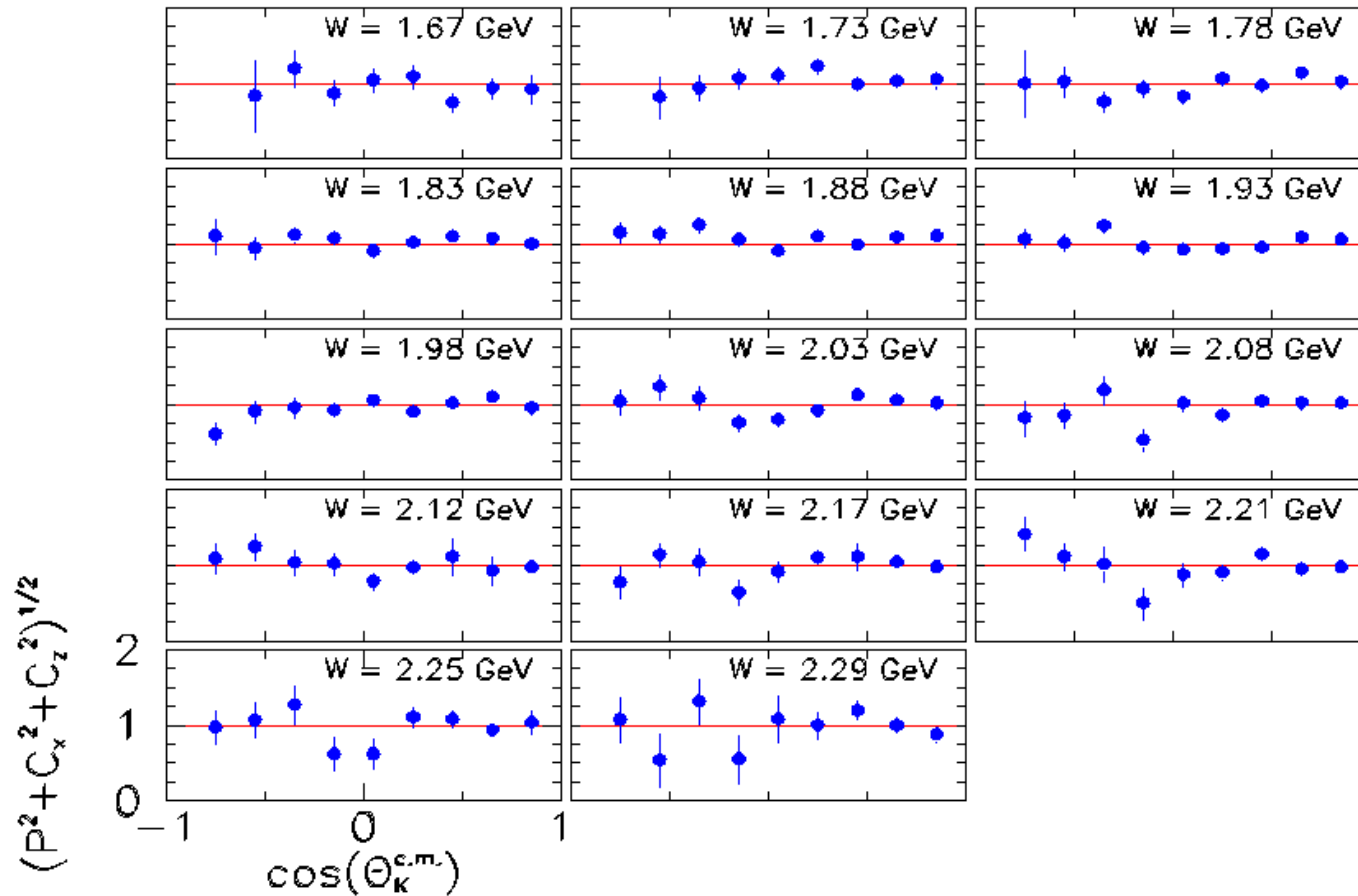 W = 1.67 GeV
W = 1.73 GeV
W = 1.78 GeV
W = 1.83 GeV
W = 1.88 GeV
W = 1.93 GeV
W = 1.98 GeV
W = 2.03 GeV
W = 2.08 GeV
W = 2.12 GeV
W = 2.17 GeV
W = 2.21 GeV
W = 2.25 GeV
W = 2.29 GeV
(P²+Cₓ²+C_z²)^1/2
2
1
0
−1 0 1
cos(Θ_K^c.m.)